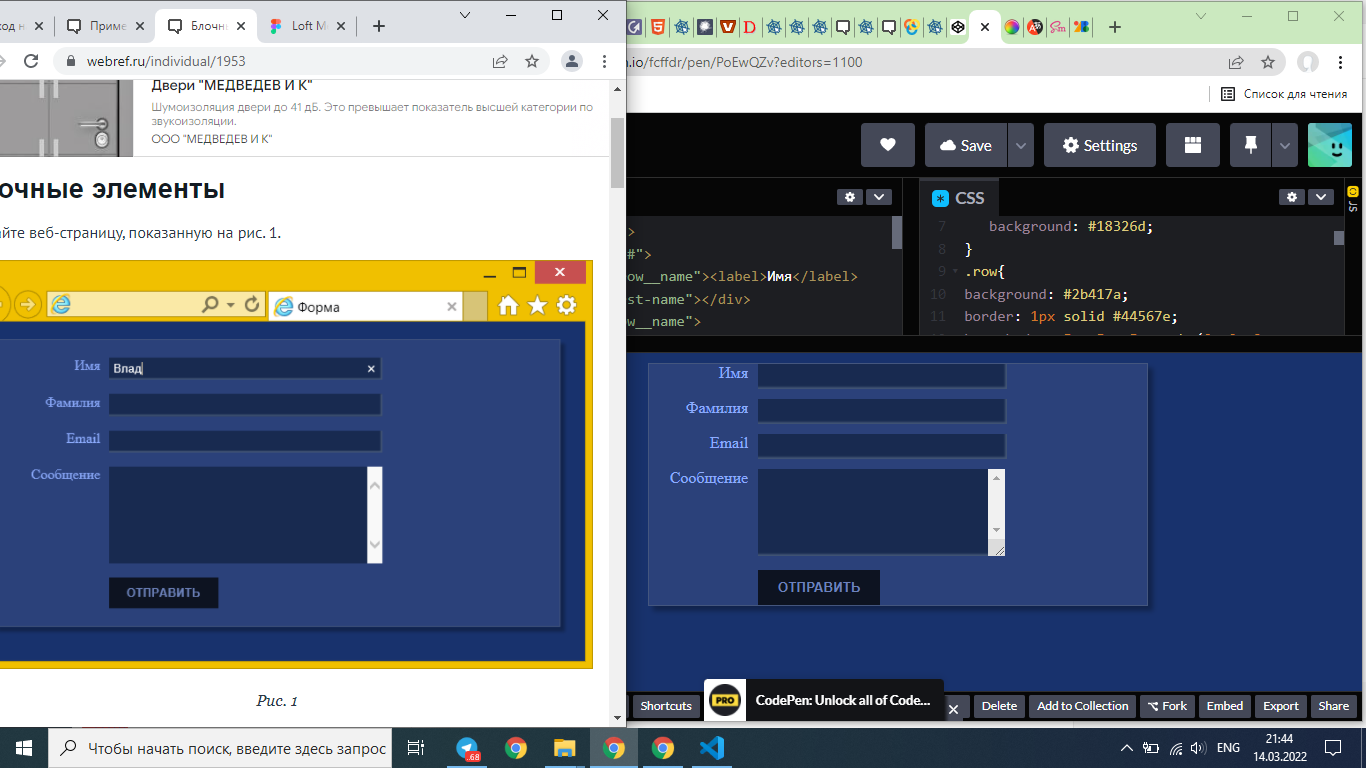 ход н
Приме
Блочн
Loft M
webref.ru/individual/1953
Двери "МЕДВЕДЕВ И К"
Шумоизоляция двери до 41 дБ. Это превышает показатель высшей категории по
звукоизоляции.
ООО "МЕДВЕДЕВ И К"
очные элементы
айте веб-страницу, показанную на рис. 1.
Форма
Имя
Влад
Фамилия
Email
Сообщение
ОТПРАВИТЬ
Рис. 1
n.io/fcffdr/pen/PoEwQZv?editors=1100
Список для чтения
Save
Settings
>
#">
ow__name"><label>Имя</label>
st-name"></div>
ow__name">
CSS
JS
7 background: #18326d;
8 }
9 .row{
10 background: #2b417a;
11 border: 1px solid #44567e;
Имя
Фамилия
Email
Сообщение
ОТПРАВИТЬ
Shortcuts
PRO
CodePen: Unlock all of Code...
Delete
Add to Collection
Fork
Embed
Export
Share
Чтобы начать поиск, введите здесь запрос
.68
ENG
21:44
14.03.2022